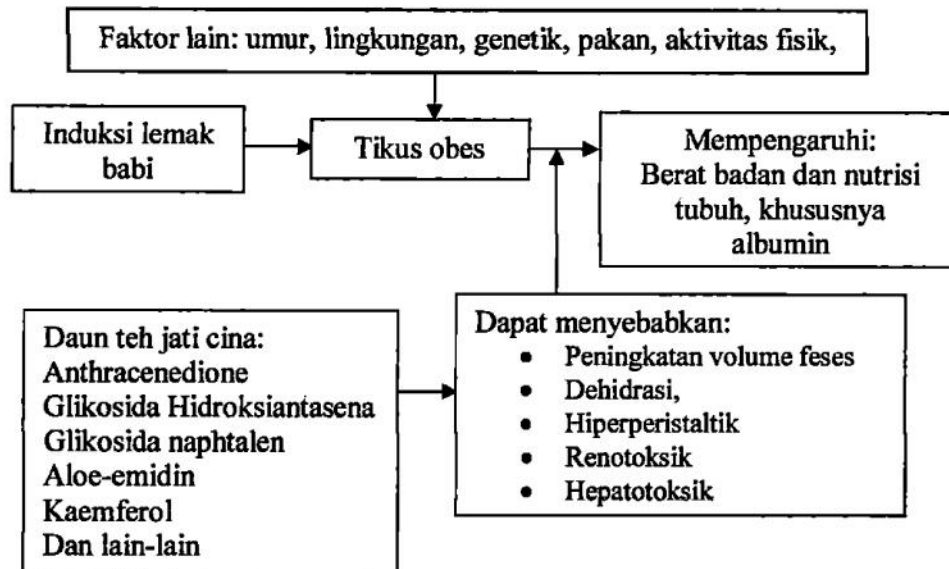 Faktor lain: umur, lingkungan, genetik, pakan, aktivitas fisik,
Induksi lemak
babi
Tikus obes
Mempengaruhi:
Berat badan dan nutrisi
tubuh, khususnya
albumin
Daun teh jati cina:
Anthracenedione
Glikosida Hidroksiantasena
Glikosida naphtalen
Aloe-emidin
Kaemferol
Dan lain-lain
Dapat menyebabkan:
• Peningkatan volume feses
• Dehidrasi,
• Hiperperistaltik
• Renotoksik
• Hepatotoksik